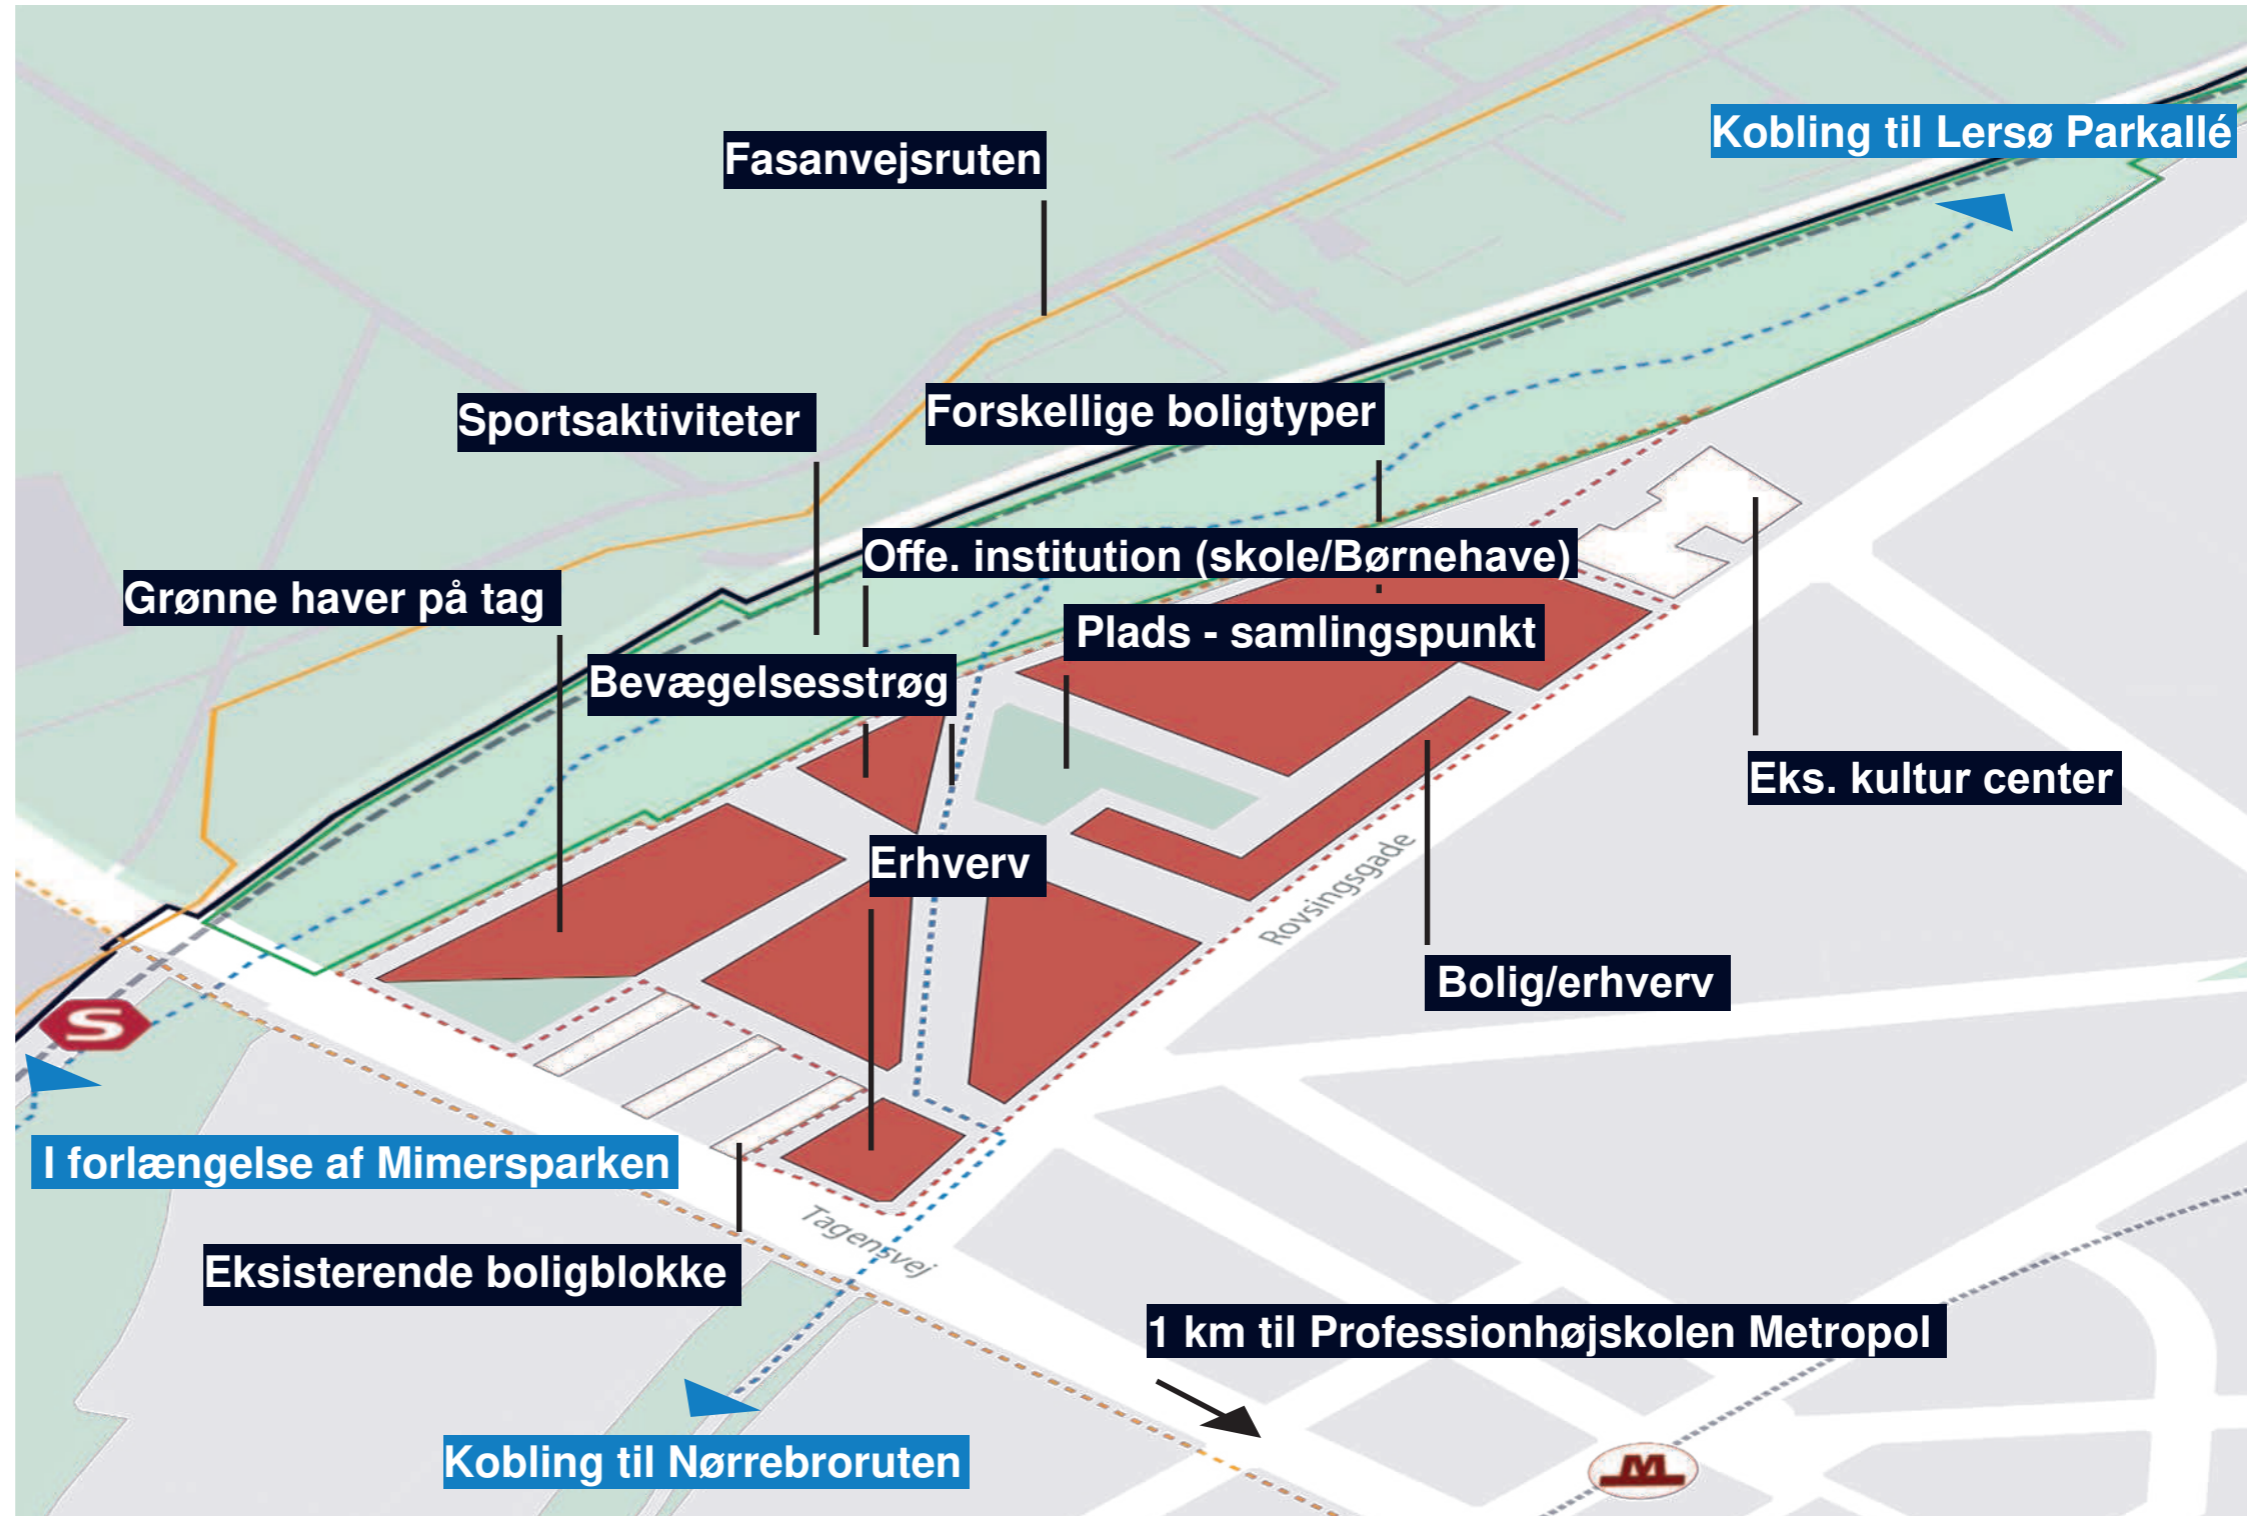 Kobling til Lersø Parkallé
Fasanvejsruten
Sportsaktiviteter
Forskellige boligtyper
Offe. institution (skole/Børnehave)
Grønne haver på tag
Plads - samlingspunkt
Bevægelsesstrøg
Eks. kultur center
Erhverv
Rovsingsgade
Bolig/erhverv
S
I forlængelse af Mimersparken
Tagensvej
Eksisterende boligblokke
1 km til Professionhøjskolen Metropol
Kobling til Nørrebroruten
M